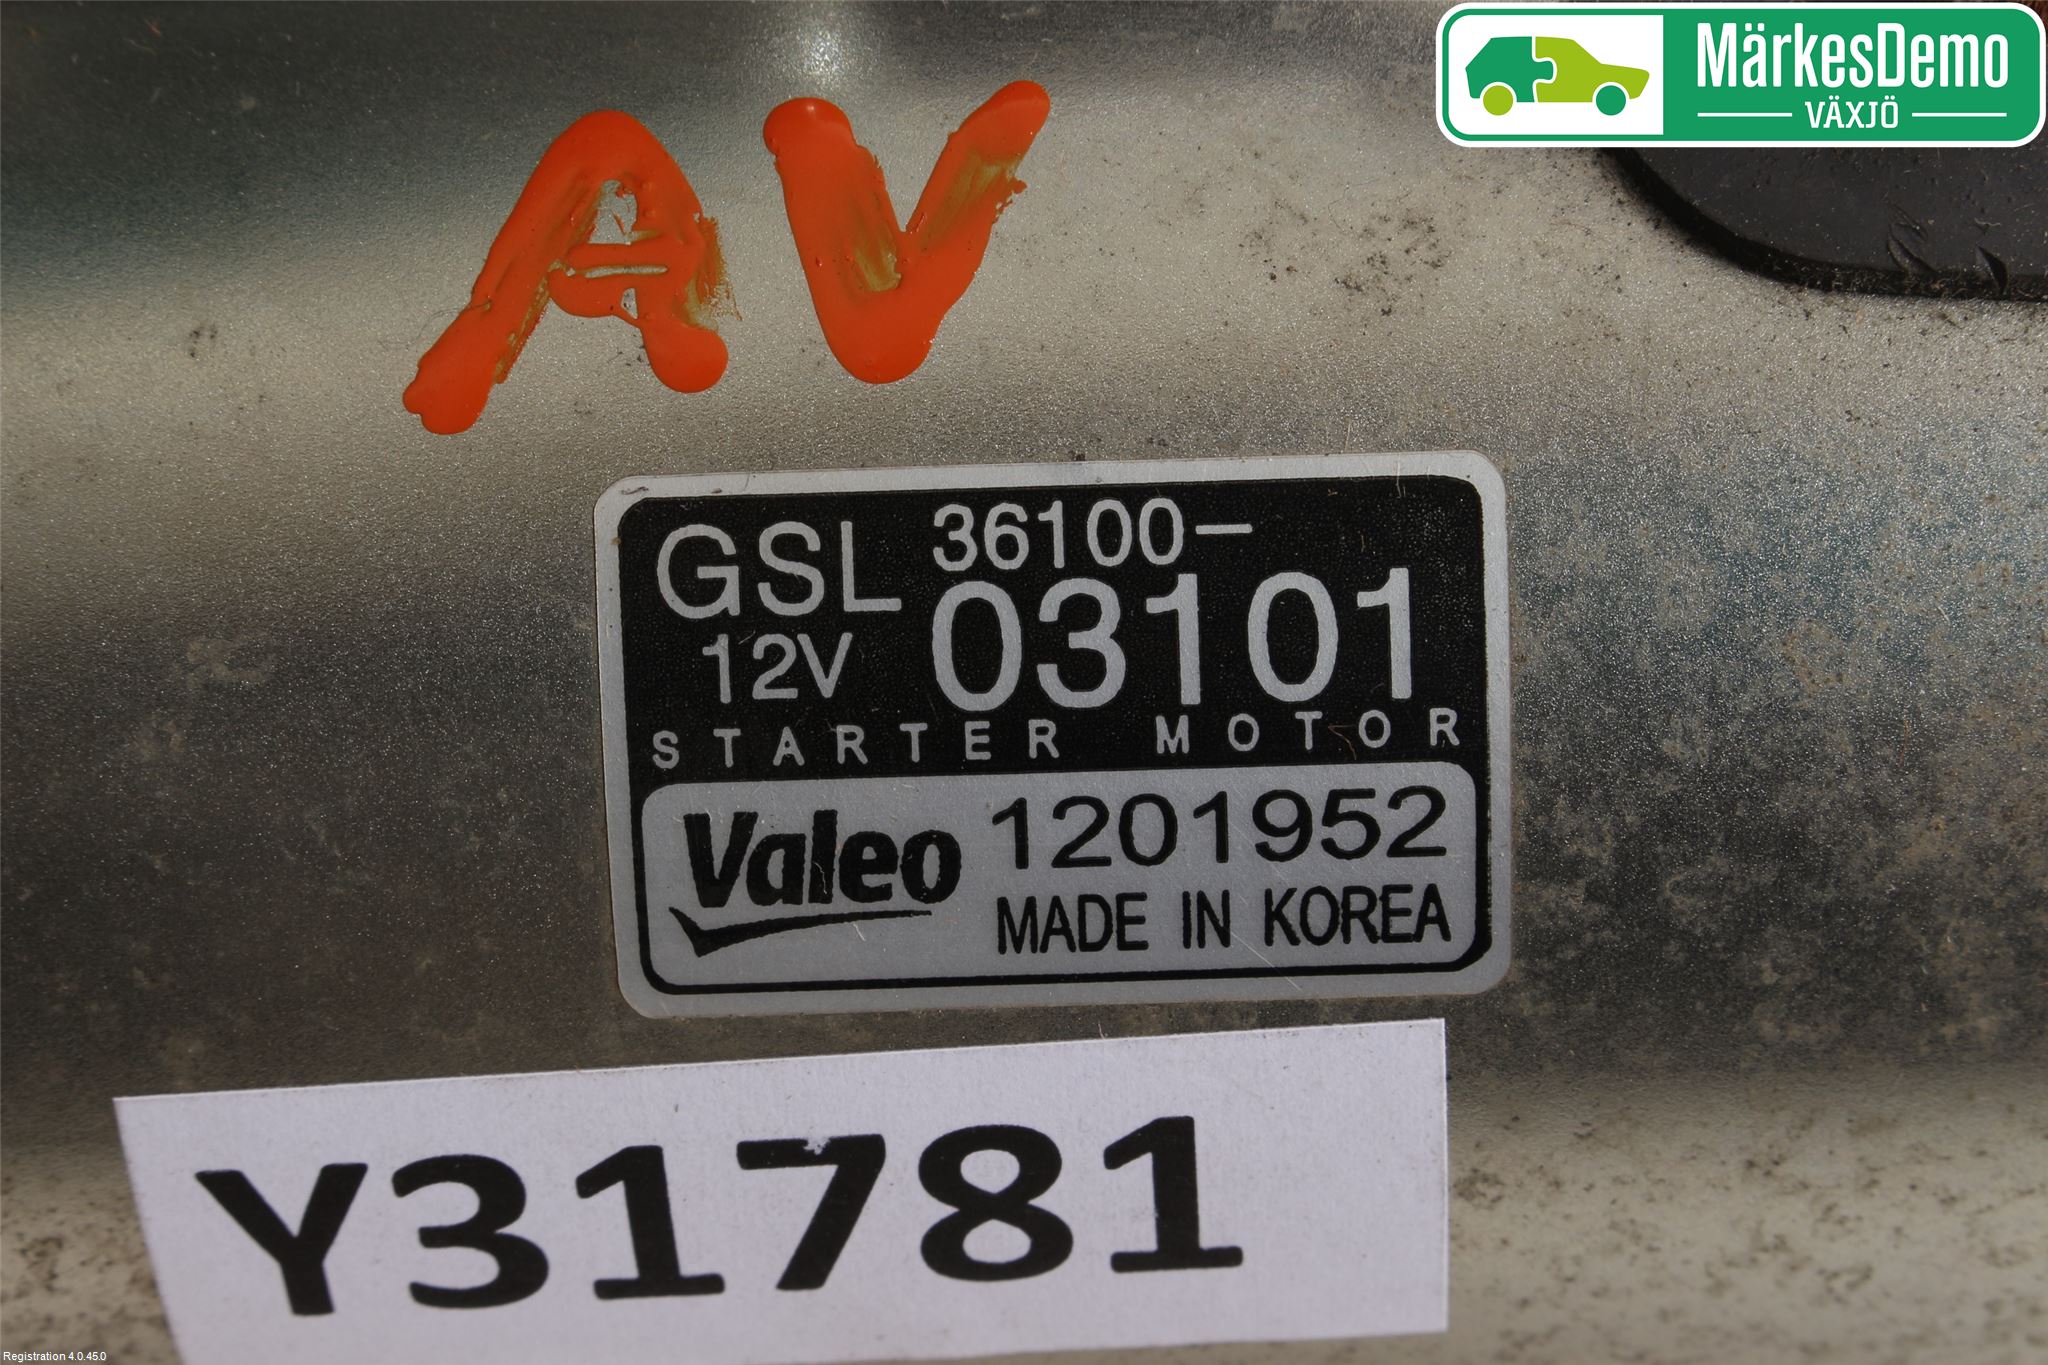 MärkesDemo
VÄXJÖ
AV
GSL 36100-
12V 03101
STARTER MOTOR
Valeo 1201952
MADE IN KOREA
Y31781
Registration 4.0.45.0